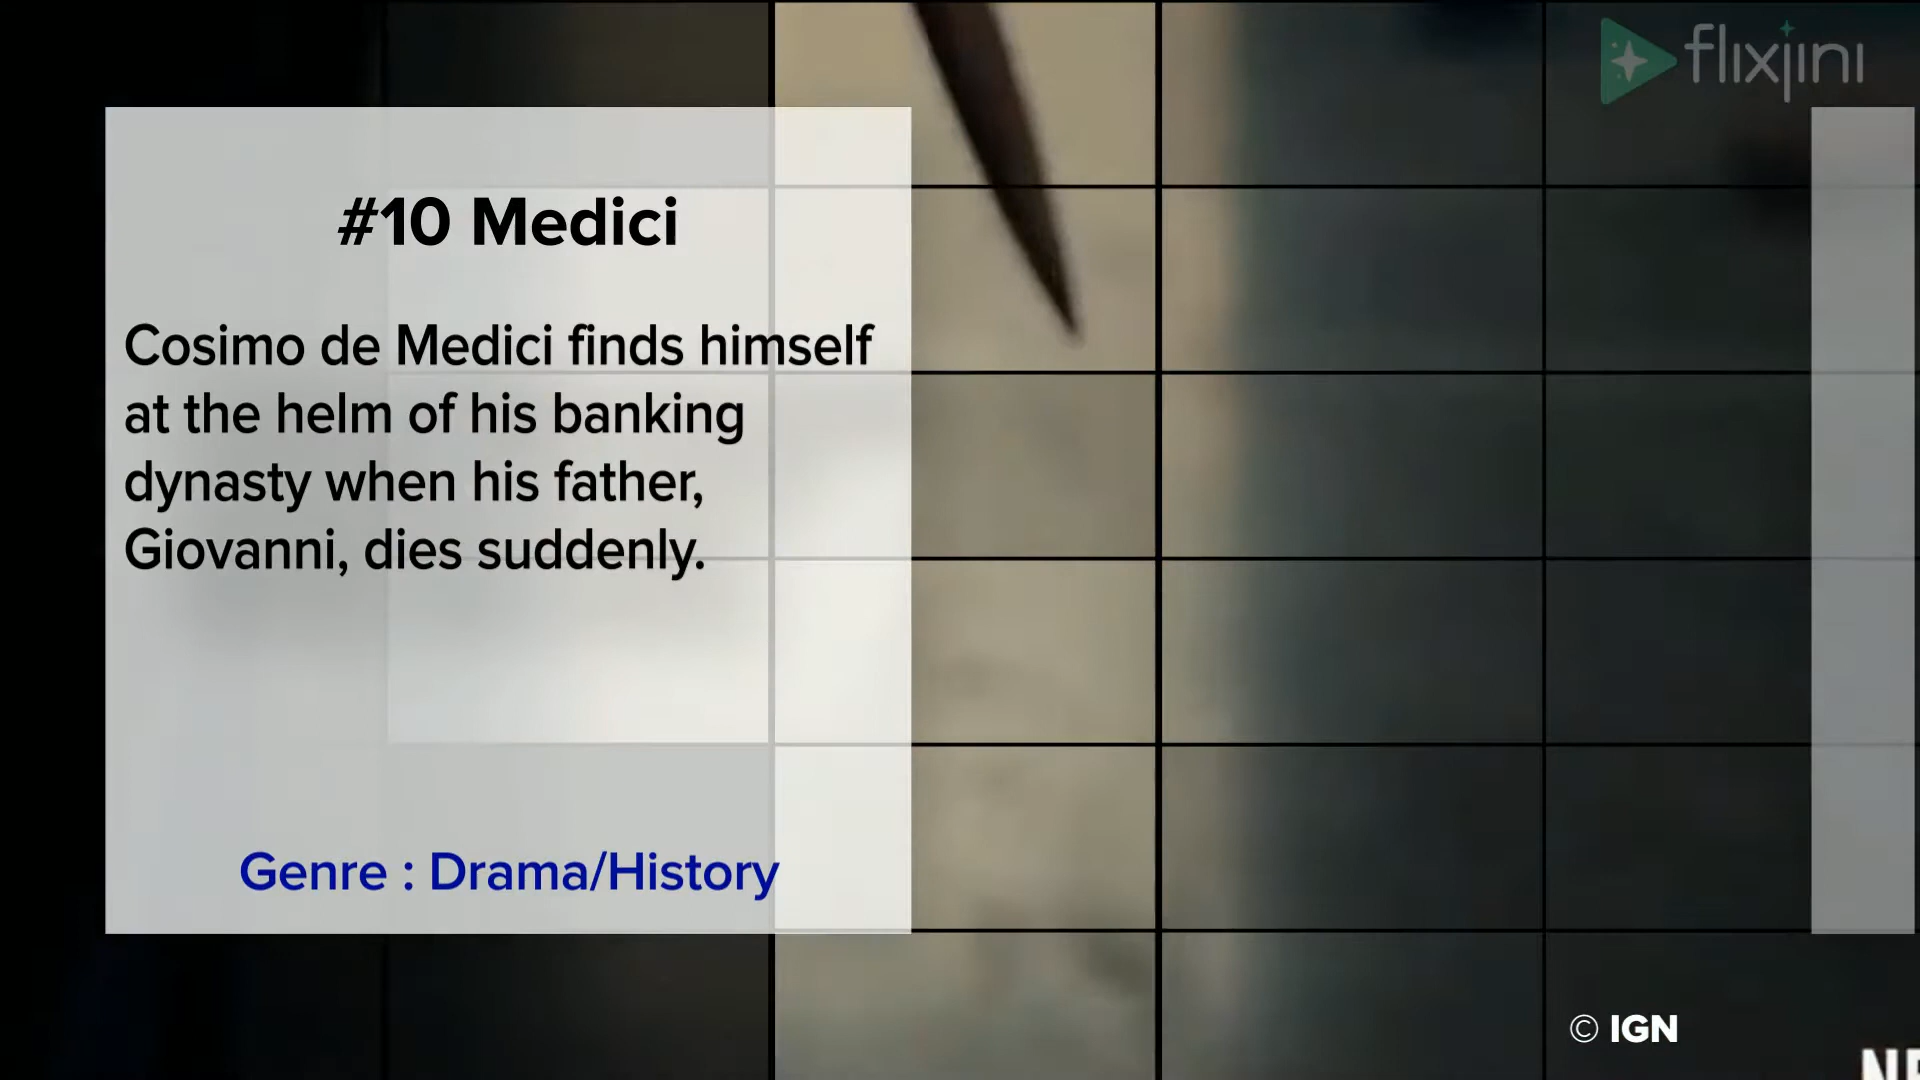 flixjini
#10 Medici
Cosimo de Medici finds himself
at the helm of his banking
dynasty when his father,
Giovanni, dies suddenly.
Genre : Drama/History
© IGN